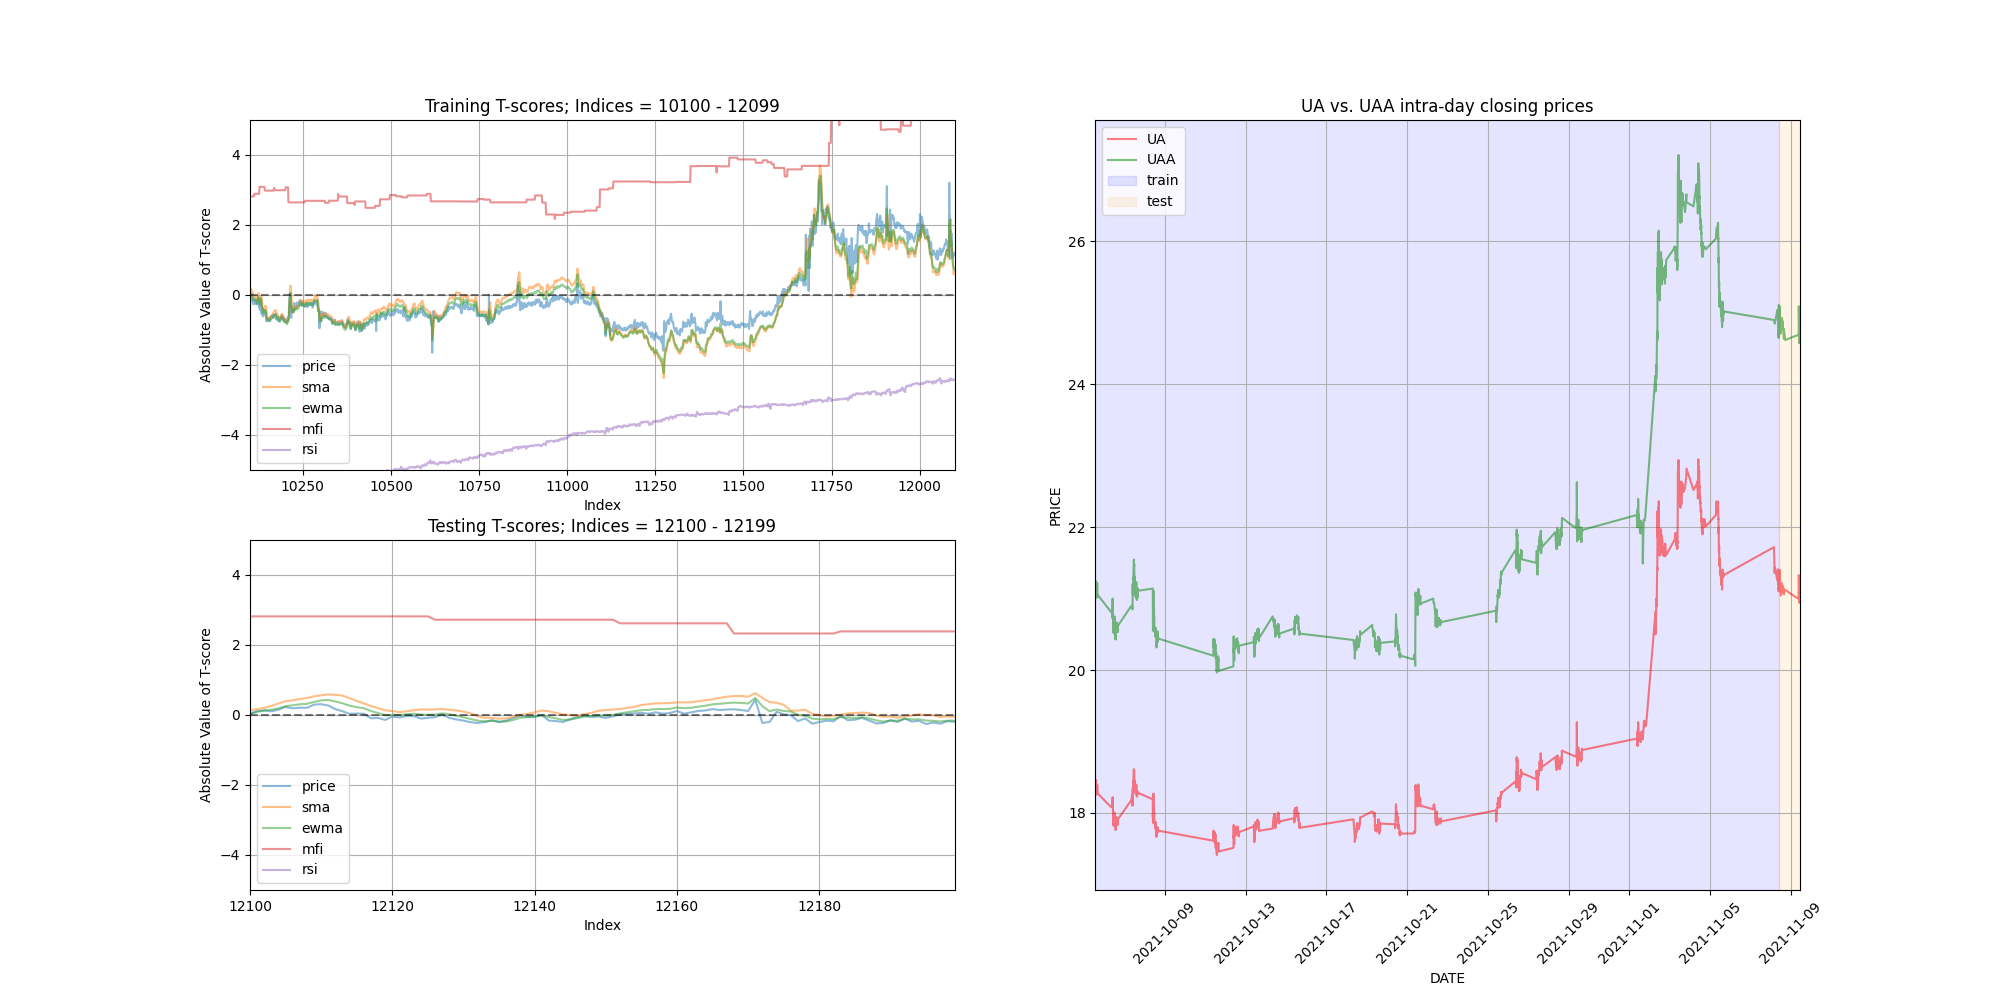 Training T-scores; Indices = 10100 - 12099
Absolute Value of T-score
4
2
0
−2
−4
price
sma
ewma
mfi
rsi
10250 10500 10750 11000 11250 11500 11750 12000
Index
Testing T-scores; Indices = 12100 - 12199
Absolute Value of T-score
4
2
0
−2
−4
price
sma
ewma
mfi
rsi
12100 12120 12140 12160 12180
Index
UA vs. UAA intra-day closing prices
UA
UAA
train
test
PRICE
26
24
22
20
18
2021-10-09 2021-10-13 2021-10-17 2021-10-21 2021-10-25 2021-10-29 2021-11-01 2021-11-05 2021-11-09
DATE